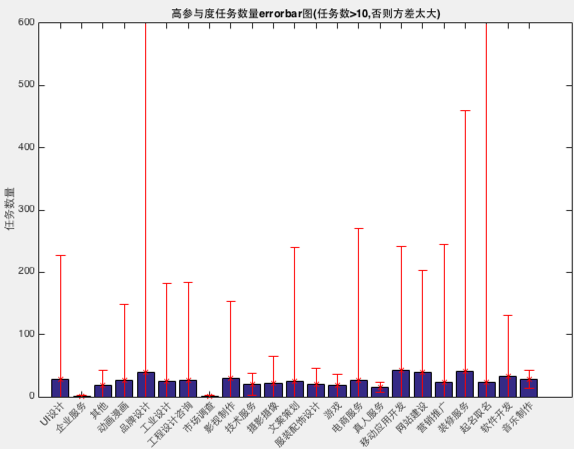 高参与度任务数量errorbar图(任务数>10,否则方差太大)
600
500
400
300
200
100
0
任务数量
UI设计
企业服务
其他
动画漫画
品牌设计
工业设计
工程设计咨询
市场调查
影视制作
技术服务
摄影摄像
文案策划
服装配饰设计
游戏
电商服务
真人服务
移动应用开发
网站建设
营销推广
装修服务
起名取名
软件开发
音乐制作